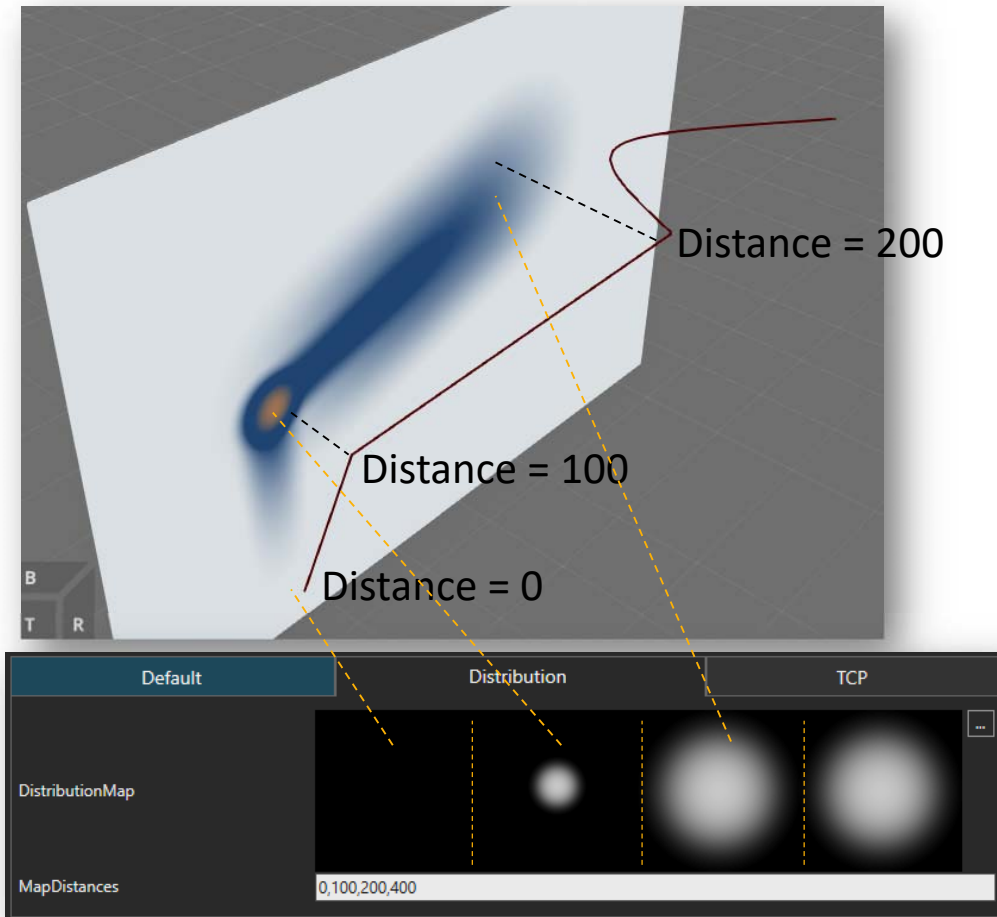 Distance = 200
Distance = 100
Distance = 0
B
T R
Default Distribution TCP
DistributionMap
...
MapDistances 0,100,200,400